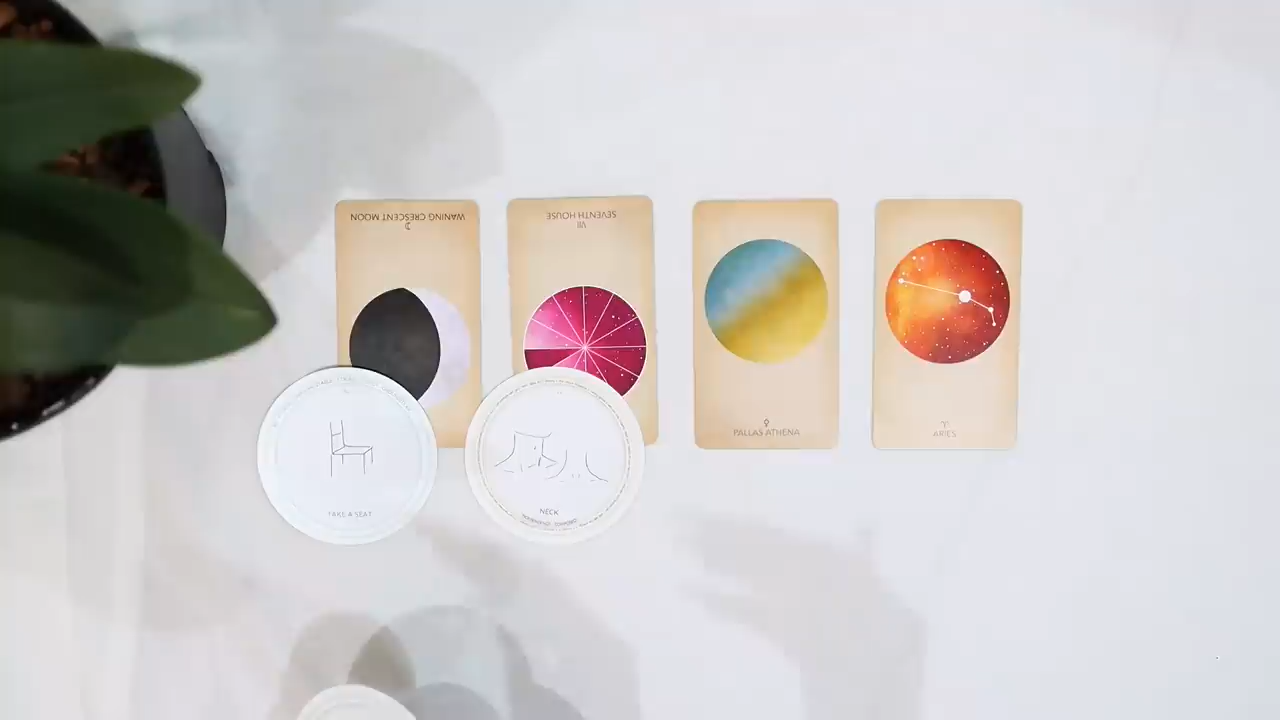 WANING CRESCENT MOON
SEVENTH HOUSE
VII
PALLAS ATHENA
ARIES
TAKE A SEAT
NECK